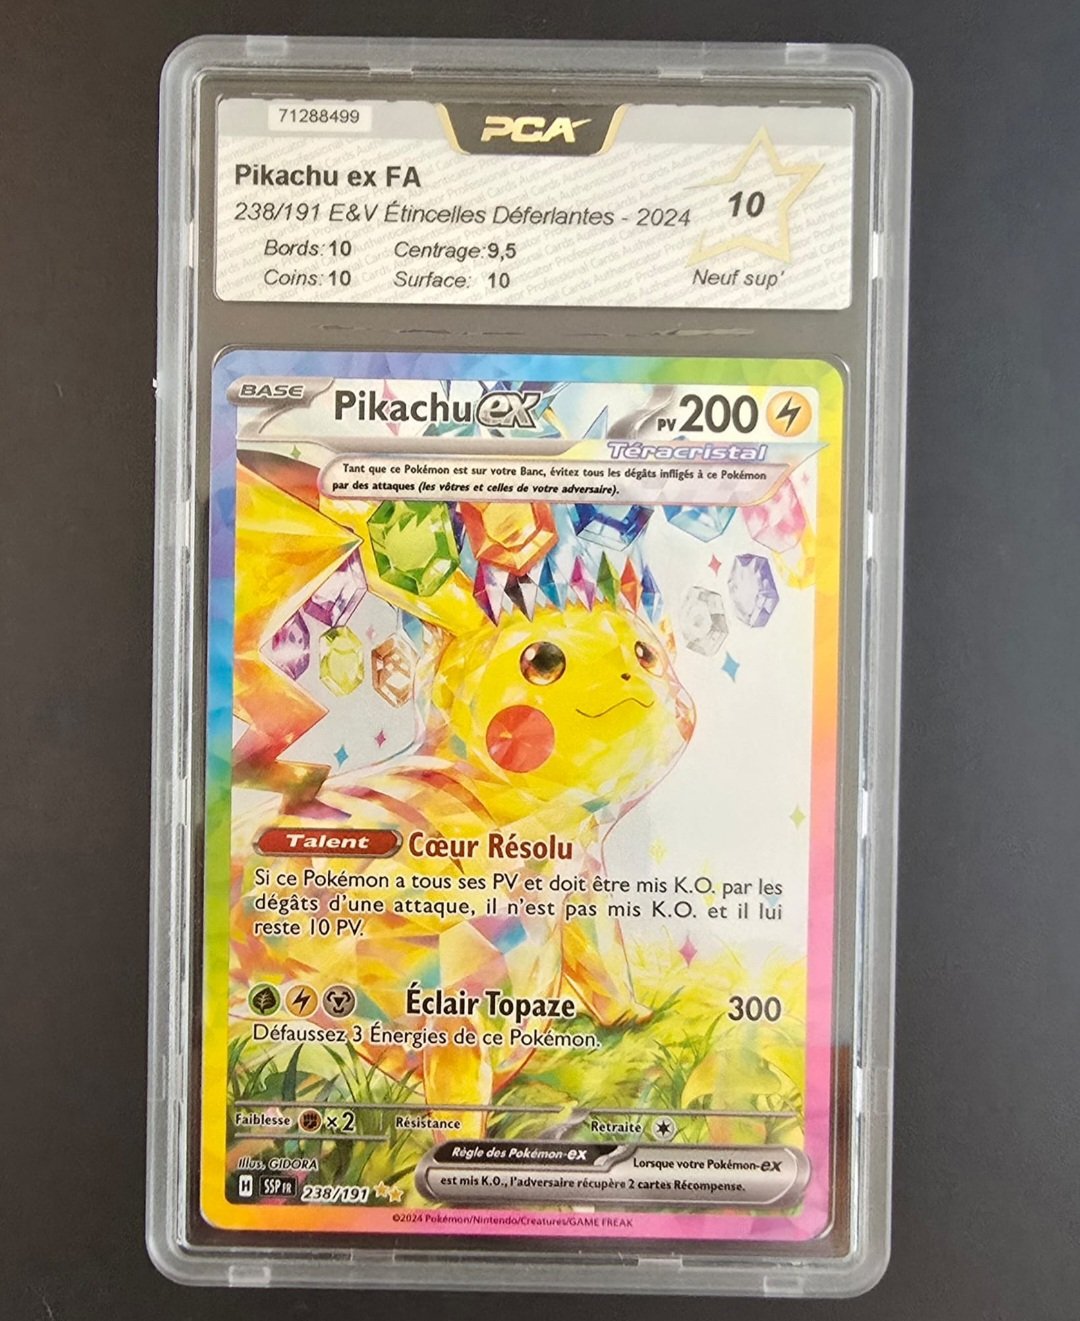 71288499
PCA
Pikachu ex FA
238/191 E&V Étincelles Déferlantes - 2024
10
Bords: 10 Centrage: 9,5
Coins: 10 Surface: 10
Neuf sup'
BASE
Pikachu ex
PV 200
Téracristal
Tant que ce Pokémon est sur votre Banc, évitez tous les dégâts infligés à ce Pokémon
par des attaques (les vôtres et celles de votre adversaire).
Talent Cœur Résolu
Si ce Pokémon a tous ses PV et doit être mis K.O. par les
dégâts d'une attaque, il n'est pas mis K.O. et il lui
reste 10 PV.
Éclair Topaze 300
Défaussez 3 Énergies de ce Pokémon.
Faiblesse ×2 Résistance Retraite
Illus. GIDORA
Règle des Pokémon-ex Lorsque votre Pokémon-ex
est mis K.O., l'adversaire récupère 2 cartes Récompense.
H SSP FR 238/191
©2024 Pokémon/Nintendo/Creatures/GAME FREAK